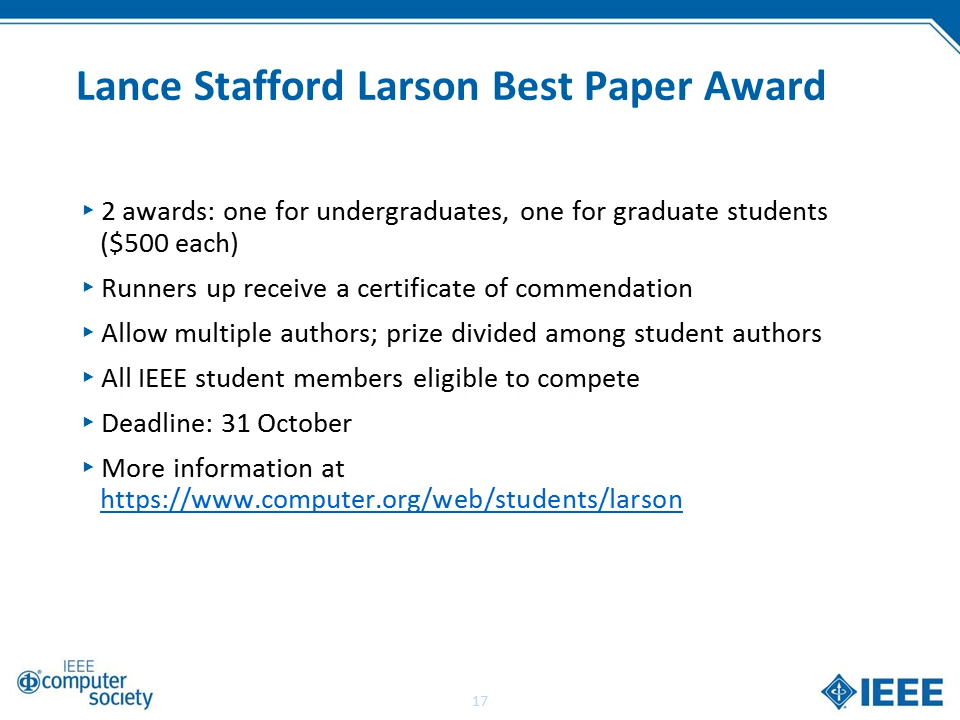 Lance Stafford Larson Best Paper Award
▸ 2 awards: one for undergraduates, one for graduate students
($500 each)
▸ Runners up receive a certificate of commendation
▸ Allow multiple authors; prize divided among student authors
▸ All IEEE student members eligible to compete
▸ Deadline: 31 October
▸ More information at
https://www.computer.org/web/students/larson
IEEE
computer
society
17
IEEE